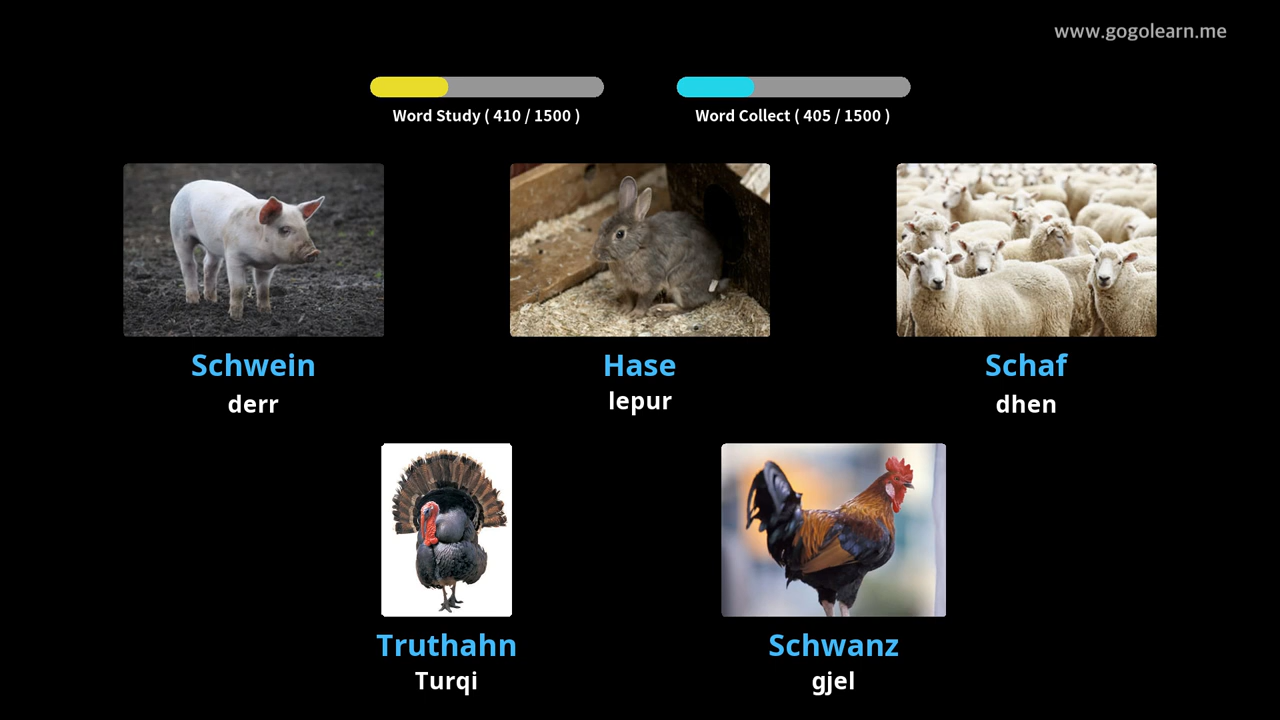 www.gogolearn.me
Word Study ( 410 / 1500 )
Word Collect ( 405 / 1500 )
Schwein
derr
Hase
lepur
Schaf
dhen
Truthahn
Turqi
Schwanz
gjel